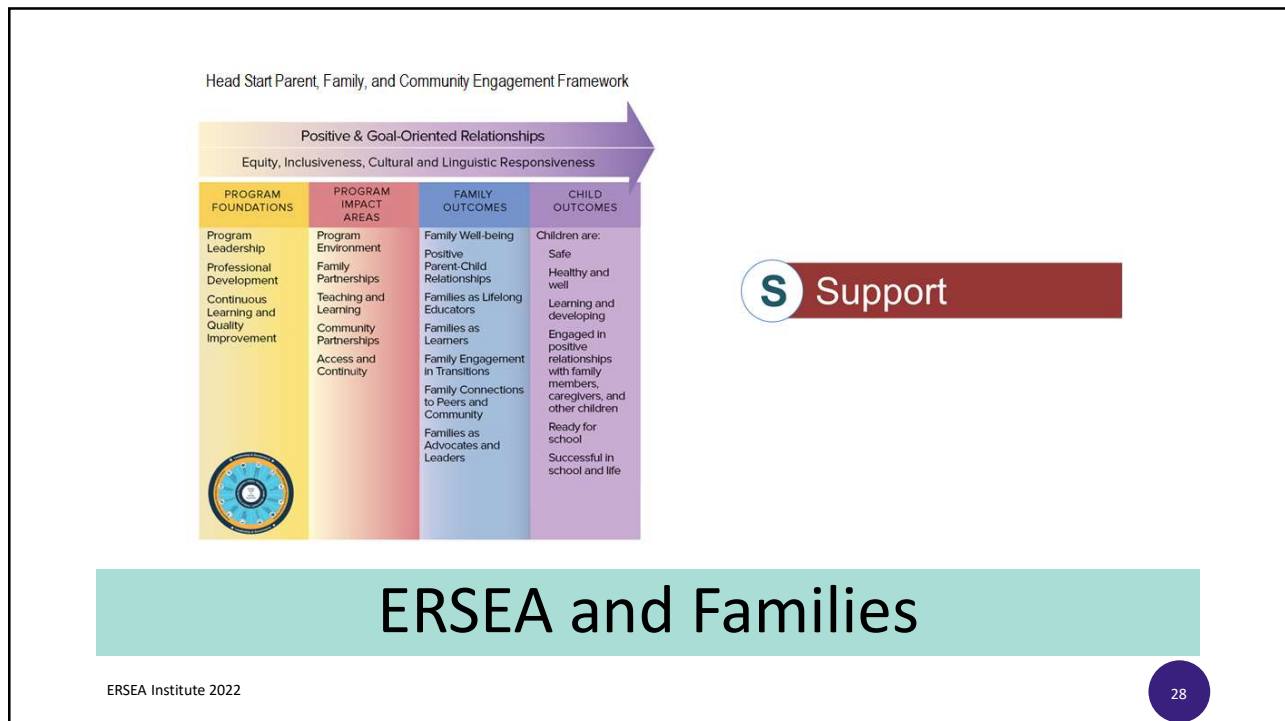 Head Start Parent, Family, and Community Engagement Framework
Positive & Goal-Oriented Relationships
Equity, Inclusiveness, Cultural and Linguistic Responsiveness
PROGRAM
FOUNDATIONS
Program
Leadership
Professional
Development
Continuous
Learning and
Quality
Improvement
PROGRAM
IMPACT
AREAS
Program
Environment
Family
Partnerships
Teaching and
Learning
Community
Partnerships
Access and
Continuity
FAMILY
OUTCOMES
Family Well-being
Positive
Parent-Child
Relationships
Families as Lifelong
Educators
Families as
Learners
Family Engagement
in Transitions
Family Connections
to Peers and
Community
Families as
Advocates and
Leaders
CHILD
OUTCOMES
Children are:
Safe
Healthy and
well
Learning and
developing
Engaged in
positive
relationships
with family
members,
caregivers, and
other children
Ready for
school
Successful in
school and life
S Support
ERSEA and Families
ERSEA Institute 2022
28